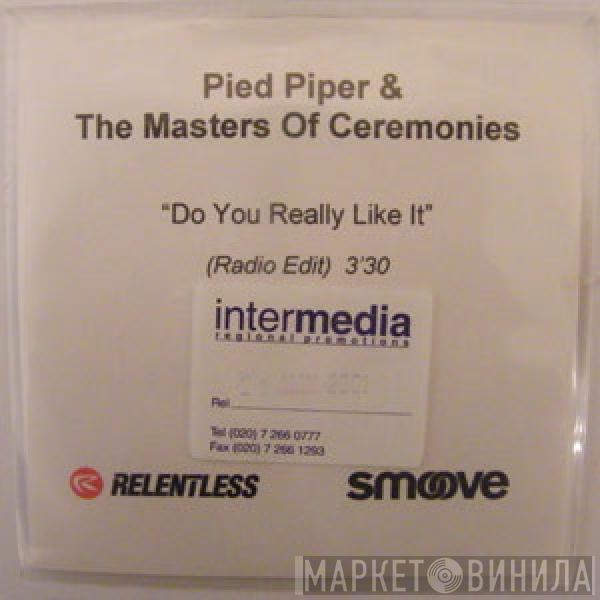 Pied Piper &
The Masters Of Ceremonies
“Do You Really Like It”
(Radio Edit) 3’30
intermedia
regional promotions
Rel
Tel (020) 7 266 0777
Fax (020) 7 266 1293
RELENTLESS
smoove
МАРКЕТ ВИНИЛА